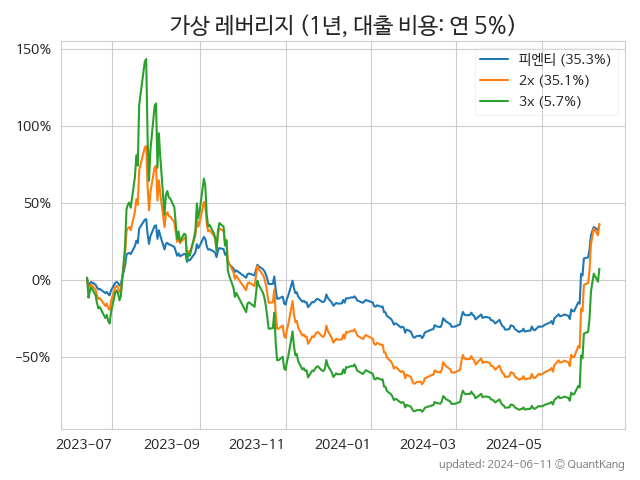 가상 레버리지 (1년, 대출 비용: 연 5%)
피엔티 (35.3%)
2x (35.1%)
3x (5.7%)
150%
100%
50%
0%
−50%
2023-07 2023-09 2023-11 2024-01 2024-03 2024-05
updated: 2024-06-11 © QuantKang